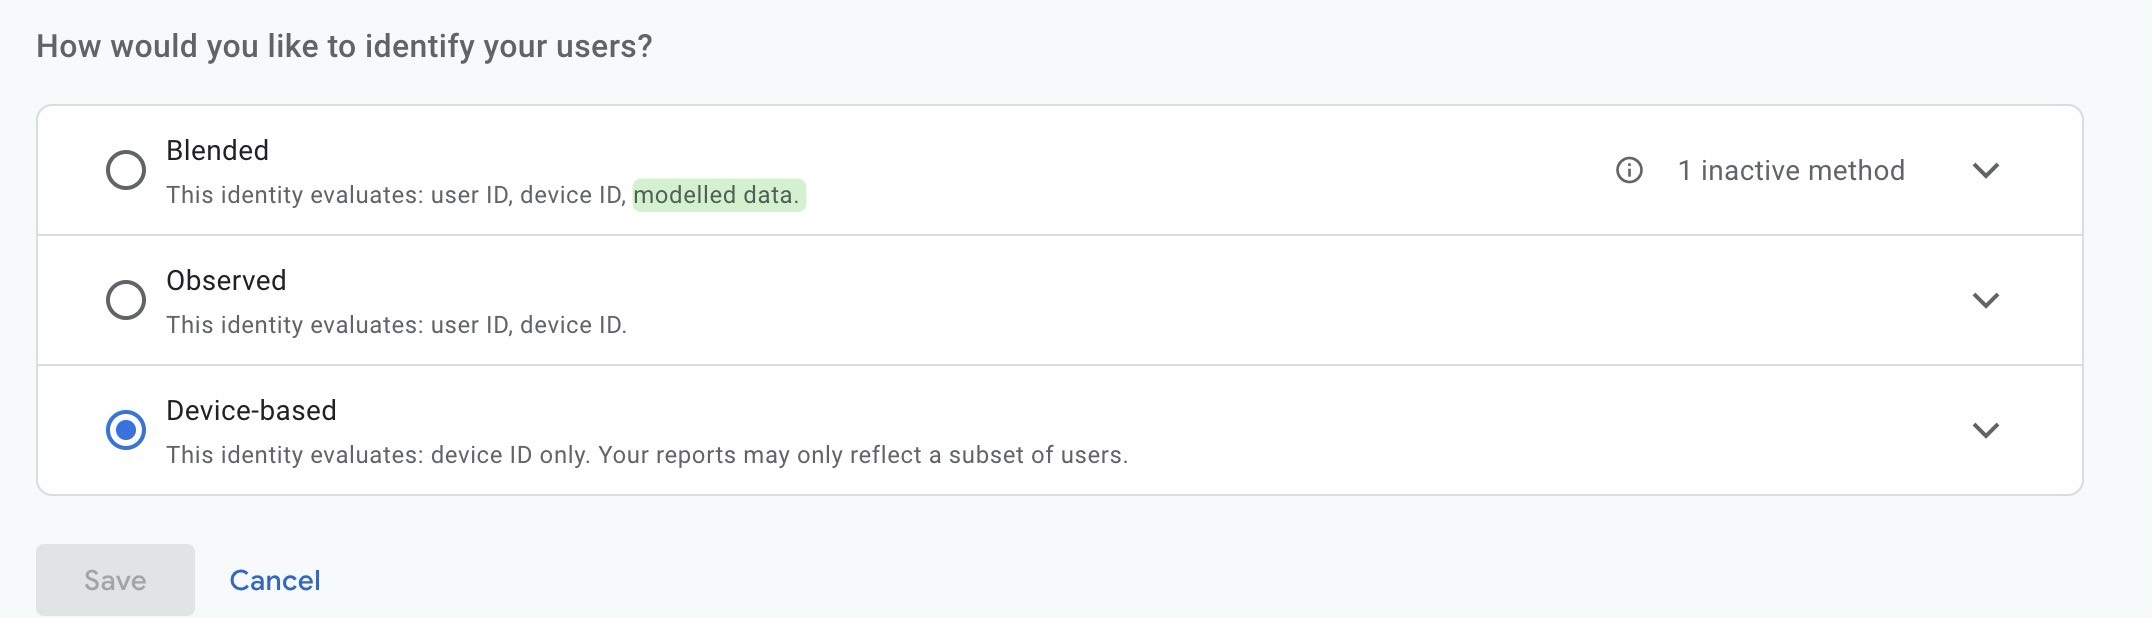 How would you like to identify your users?
Blended
This identity evaluates: user ID, device ID, modelled data.
1 inactive method
Observed
This identity evaluates: user ID, device ID.
Device-based
This identity evaluates: device ID only. Your reports may only reflect a subset of users.
Save
Cancel